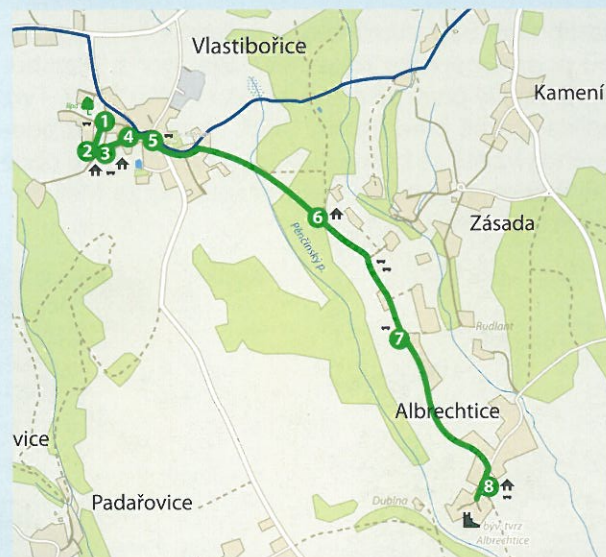 Vlastibořice
Kamení
1
4
5
2
3
6
Zásada
Pěnčínský p.
Rudlant
7
Albrechtice
vice
8
Padařovice
Dubina
býv. tvrz
Albrechtice